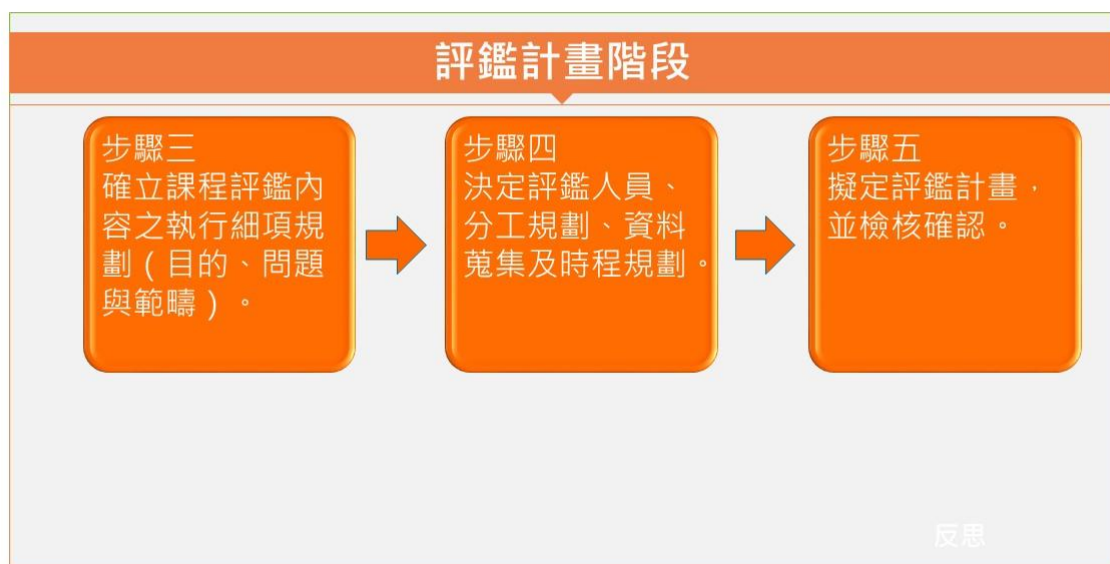 評鑑計畫階段
步驟三
確立課程評鑑內
容之執行細項規
劃（目的、問題
與範疇）。
步驟四
決定評鑑人員、
分工規劃、資料
蒐集及時程規劃。
步驟五
擬定評鑑計畫，
並檢核確認。
反思